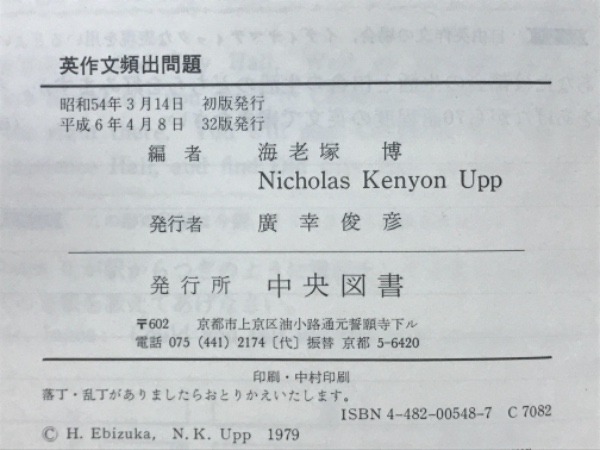 英作文頻出問題
昭和54年3月14日 初版発行
平成6年4月8日 32版発行
編者 海老塚 博
Nicholas Kenyon Upp
発行者 廣幸俊彦
発行所 中央図書
〒602 京都市上京区油小路通元誓願寺下ル
電話 075 (441) 2174〔代〕振替 京都 5-6420
印刷・中村印刷
落丁・乱丁がありましたらおとりかえいたします。
ISBN 4-482-00548-7 C 7082
© H. Ebizuka, N. K. Upp 1979